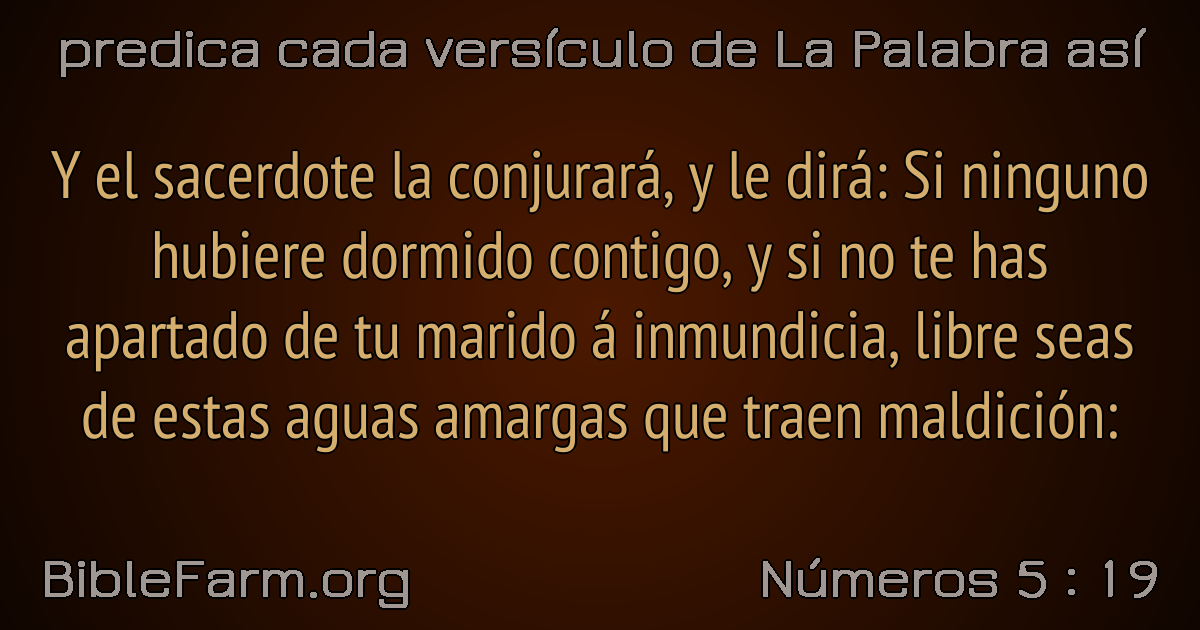 predica cada versículo de La Palabra así
Y el sacerdote la conjurará, y le dirá: Si ninguno
hubiere dormido contigo, y si no te has
apartado de tu marido á inmundicia, libre seas
de estas aguas amargas que traen maldición:
BibleFarm.org
Números 5 : 19